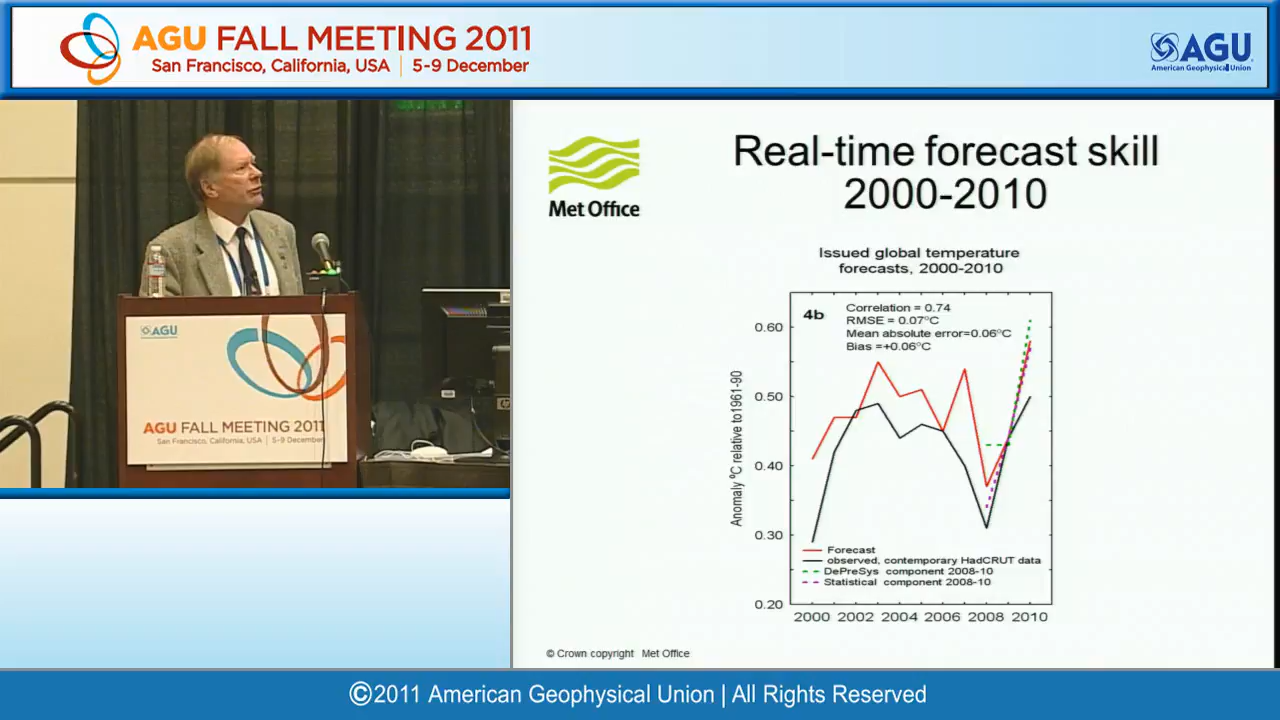 AGU FALL MEETING 2011
San Francisco, California, USA | 5-9 December
AGU
American Geophysical Union
AGU
AGU FALL MEETING 2011
San Francisco, California, USA | 5-9 December
hp
Met Office
Real-time forecast skill
2000-2010
Issued global temperature
forecasts, 2000-2010
4b
Correlation = 0.74
RMSE = 0.07°C
Mean absolute error=0.06°C
Bias =+0.06°C
Anomaly ºC relative to1961-90
0.60
0.50
0.40
0.30
0.20
Forecast
observed, contemporary HadCRUT data
DePreSys component 2008-10
Statistical component 2008-10
2000 2002 2004 2006 2008 2010
© Crown copyright Met Office
©2011 American Geophysical Union | All Rights Reserved